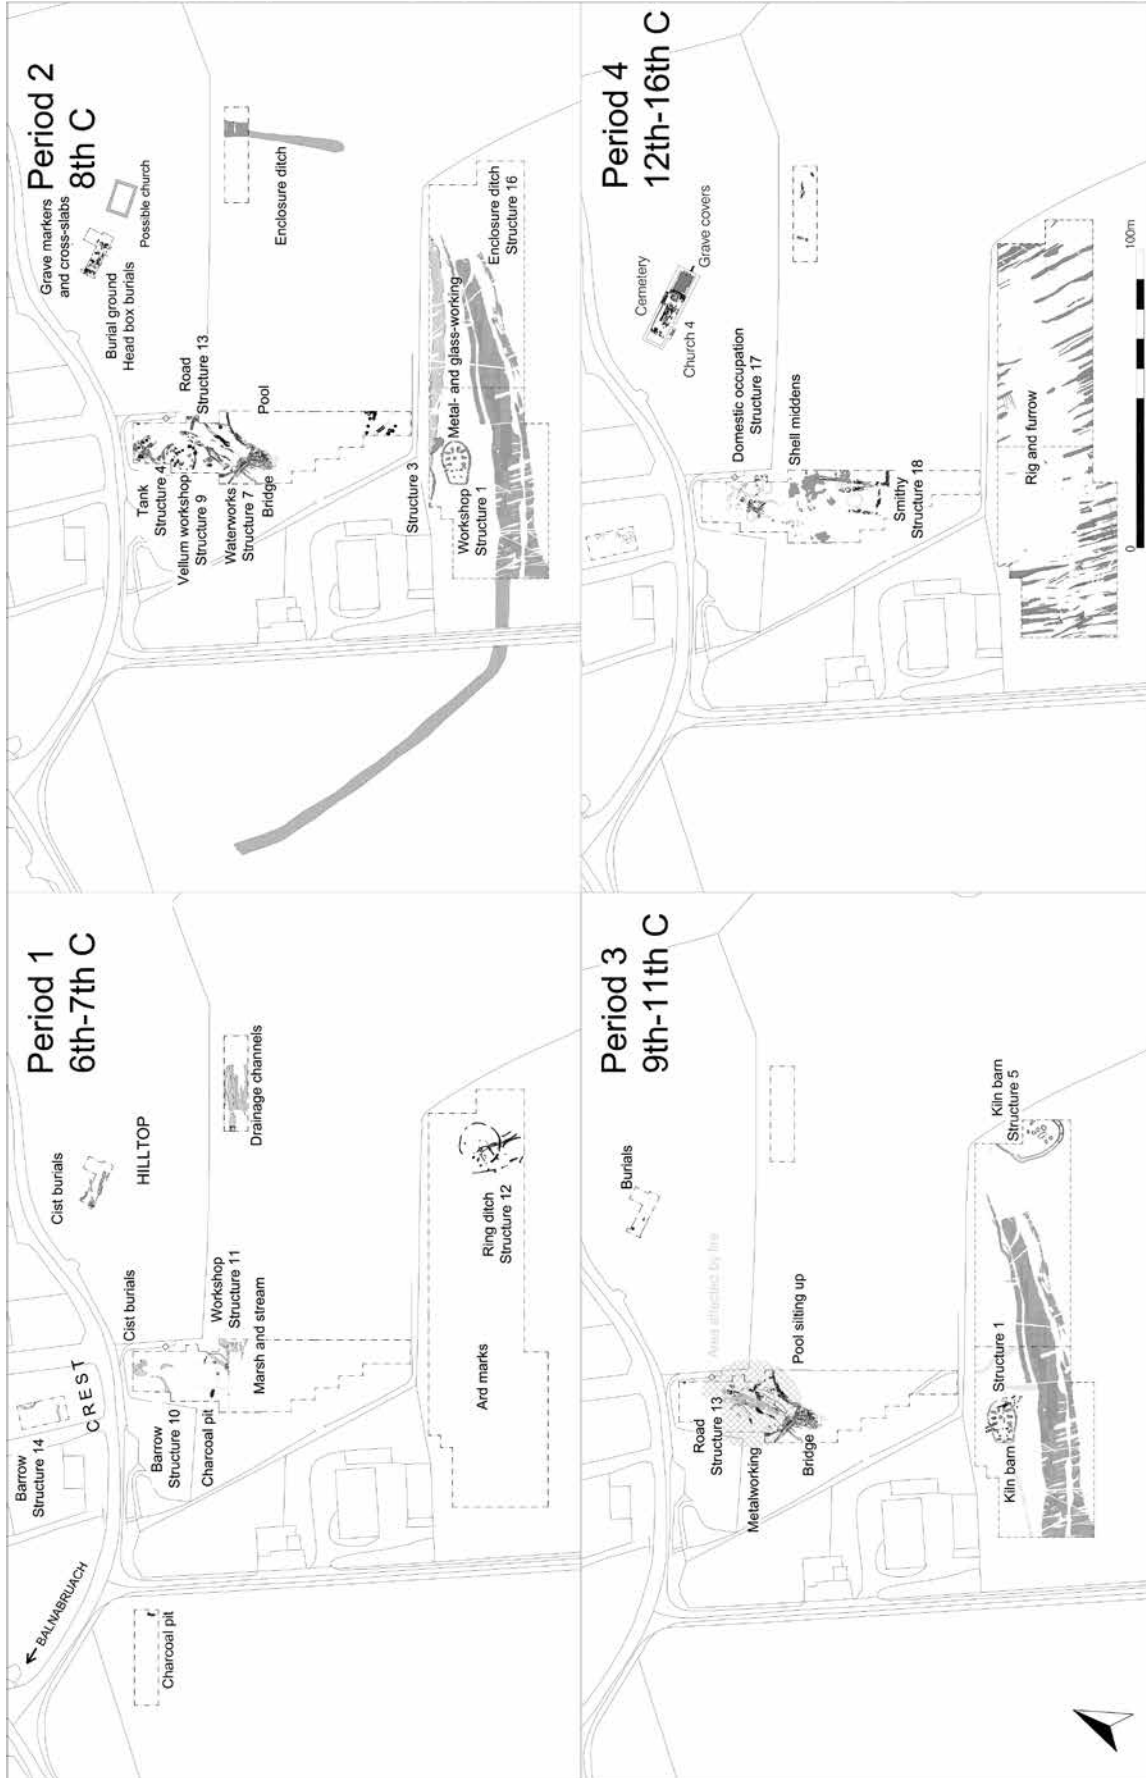 Period 1
6th-7th C
BALNABRUACH
Barrow
Structure 14
CREST
Cist burials
HILLTOP
Cist burials
Barrow
Structure 10
Charcoal pit
Workshop
Structure 11
Marsh and stream
Drainage channels
Charcoal pit
Ard marks
Ring ditch
Structure 12
Period 2
8th C
Grave markers
and cross-slabs
Burial ground
Head box burials
Possible church
Tank
Structure 4
Vellum workshop
Structure 9
Waterworks
Structure 7
Bridge
Road
Structure 13
Pool
Enclosure ditch
Structure 3
Workshop
Structure 1
Metal- and glass-working
Enclosure ditch
Structure 16
Period 3
9th-11th C
Burials
Area affected by fire
Road
Structure 13
Metalworking
Bridge
Pool silting up
Kiln barn
Structure 1
Kiln barn
Structure 5
Period 4
12th-16th C
Cemetery
Church 4
Grave covers
Domestic occupation
Structure 17
Shell middens
Smithy
Structure 18
Rig and furrow
0
100m